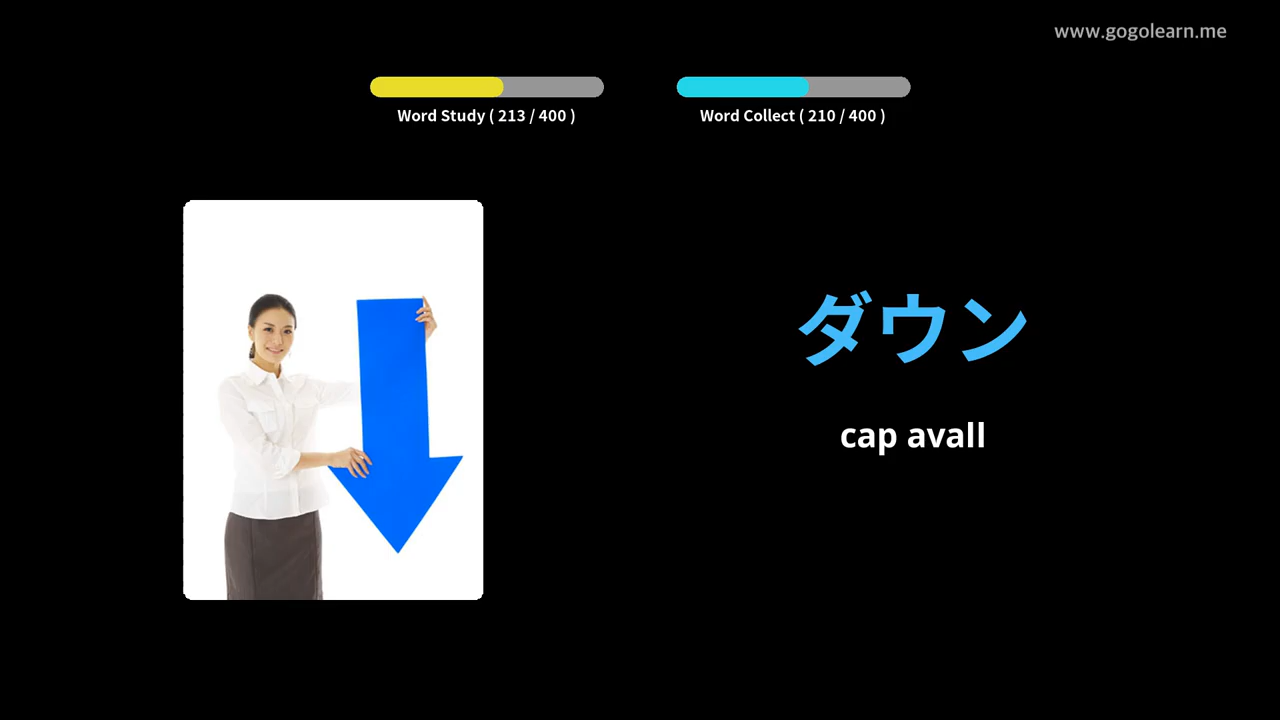 www.gogolearn.me
Word Study ( 213 / 400 )
Word Collect ( 210 / 400 )
ダウン
cap avall